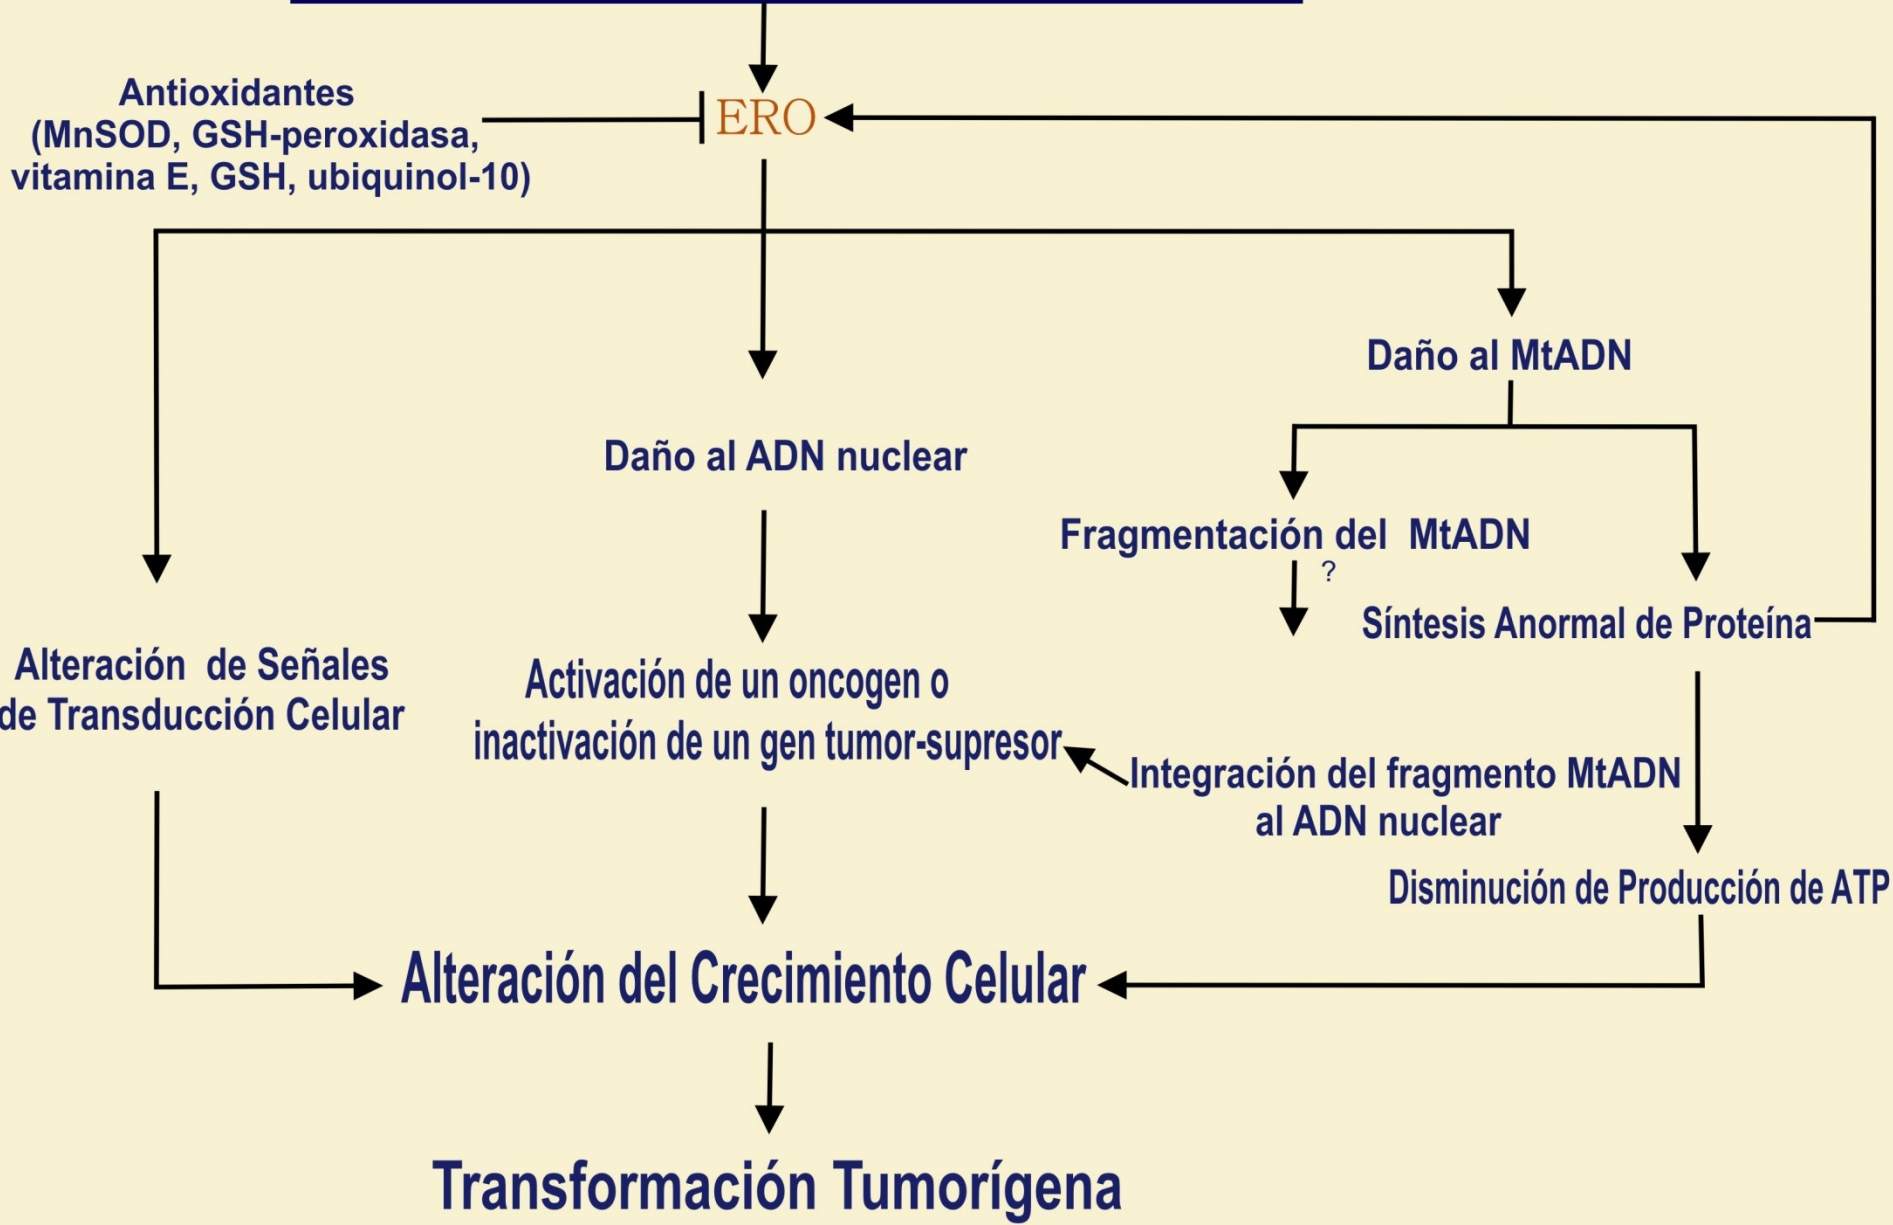 Antioxidantes
(MnSOD, GSH-peroxidasa,
vitamina E, GSH, ubiquinol-10)
ERO
Daño al MtADN
Daño al ADN nuclear
Fragmentación del MtADN
?
Síntesis Anormal de Proteína
Alteración de Señales
de Transducción Celular
Activación de un oncogen o
inactivación de un gen tumor-supresor
Integración del fragmento MtADN
al ADN nuclear
Disminución de Producción de ATP
Alteración del Crecimiento Celular
Transformación Tumorígena